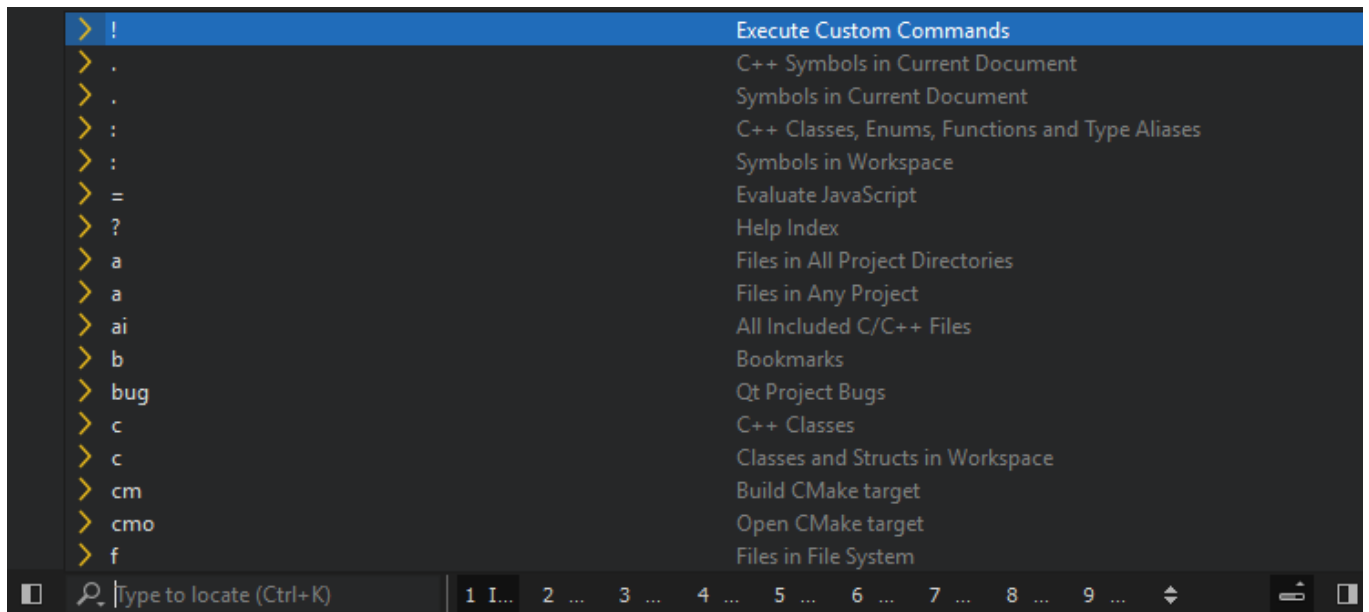 ! Execute Custom Commands
. C++ Symbols in Current Document
. Symbols in Current Document
: C++ Classes, Enums, Functions and Type Aliases
: Symbols in Workspace
= Evaluate JavaScript
? Help Index
a Files in All Project Directories
a Files in Any Project
ai All Included C/C++ Files
b Bookmarks
bug Qt Project Bugs
c C++ Classes
c Classes and Structs in Workspace
cm Build CMake target
cmo Open CMake target
f Files in File System
Type to locate (Ctrl+K) 1 I... 2 ... 3 ... 4 ... 5 ... 6 ... 7 ... 8 ... 9 ...